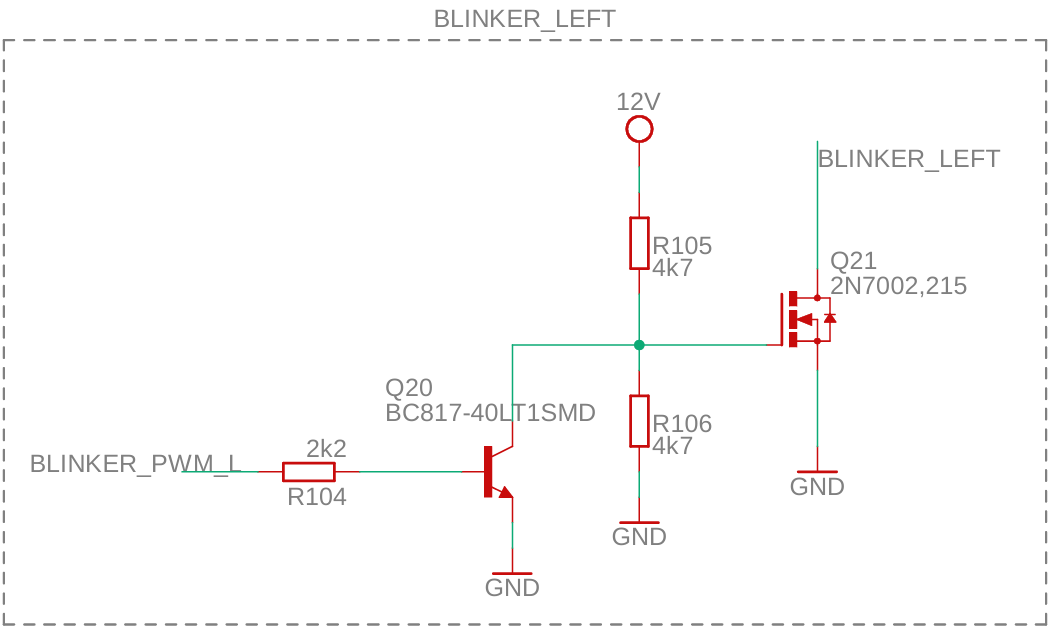 BLINKER_LEFT
12V
BLINKER_LEFT
R105
4k7
Q21
2N7002,215
Q20
BC817-40LT1SMD
R106
4k7
2k2
BLINKER_PWM_L
R104
GND
GND
GND